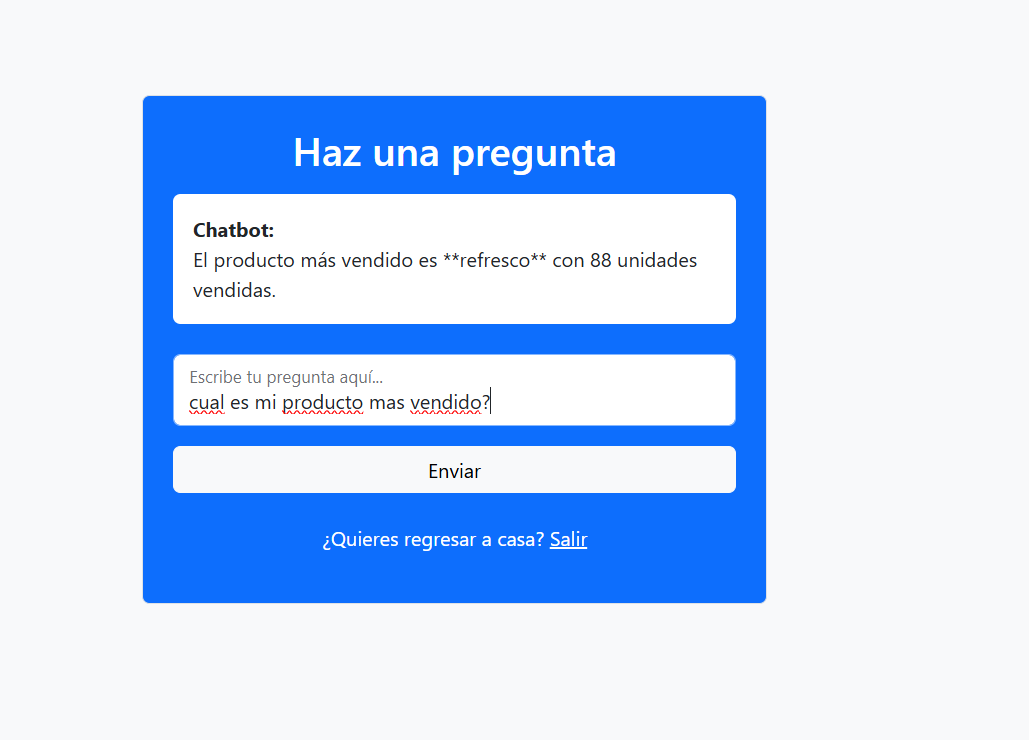 Haz una pregunta
Chatbot:
El producto más vendido es **refresco** con 88 unidades
vendidas.
Escribe tu pregunta aquí...
cual es mi producto mas vendido?
Enviar
¿Quieres regresar a casa? Salir